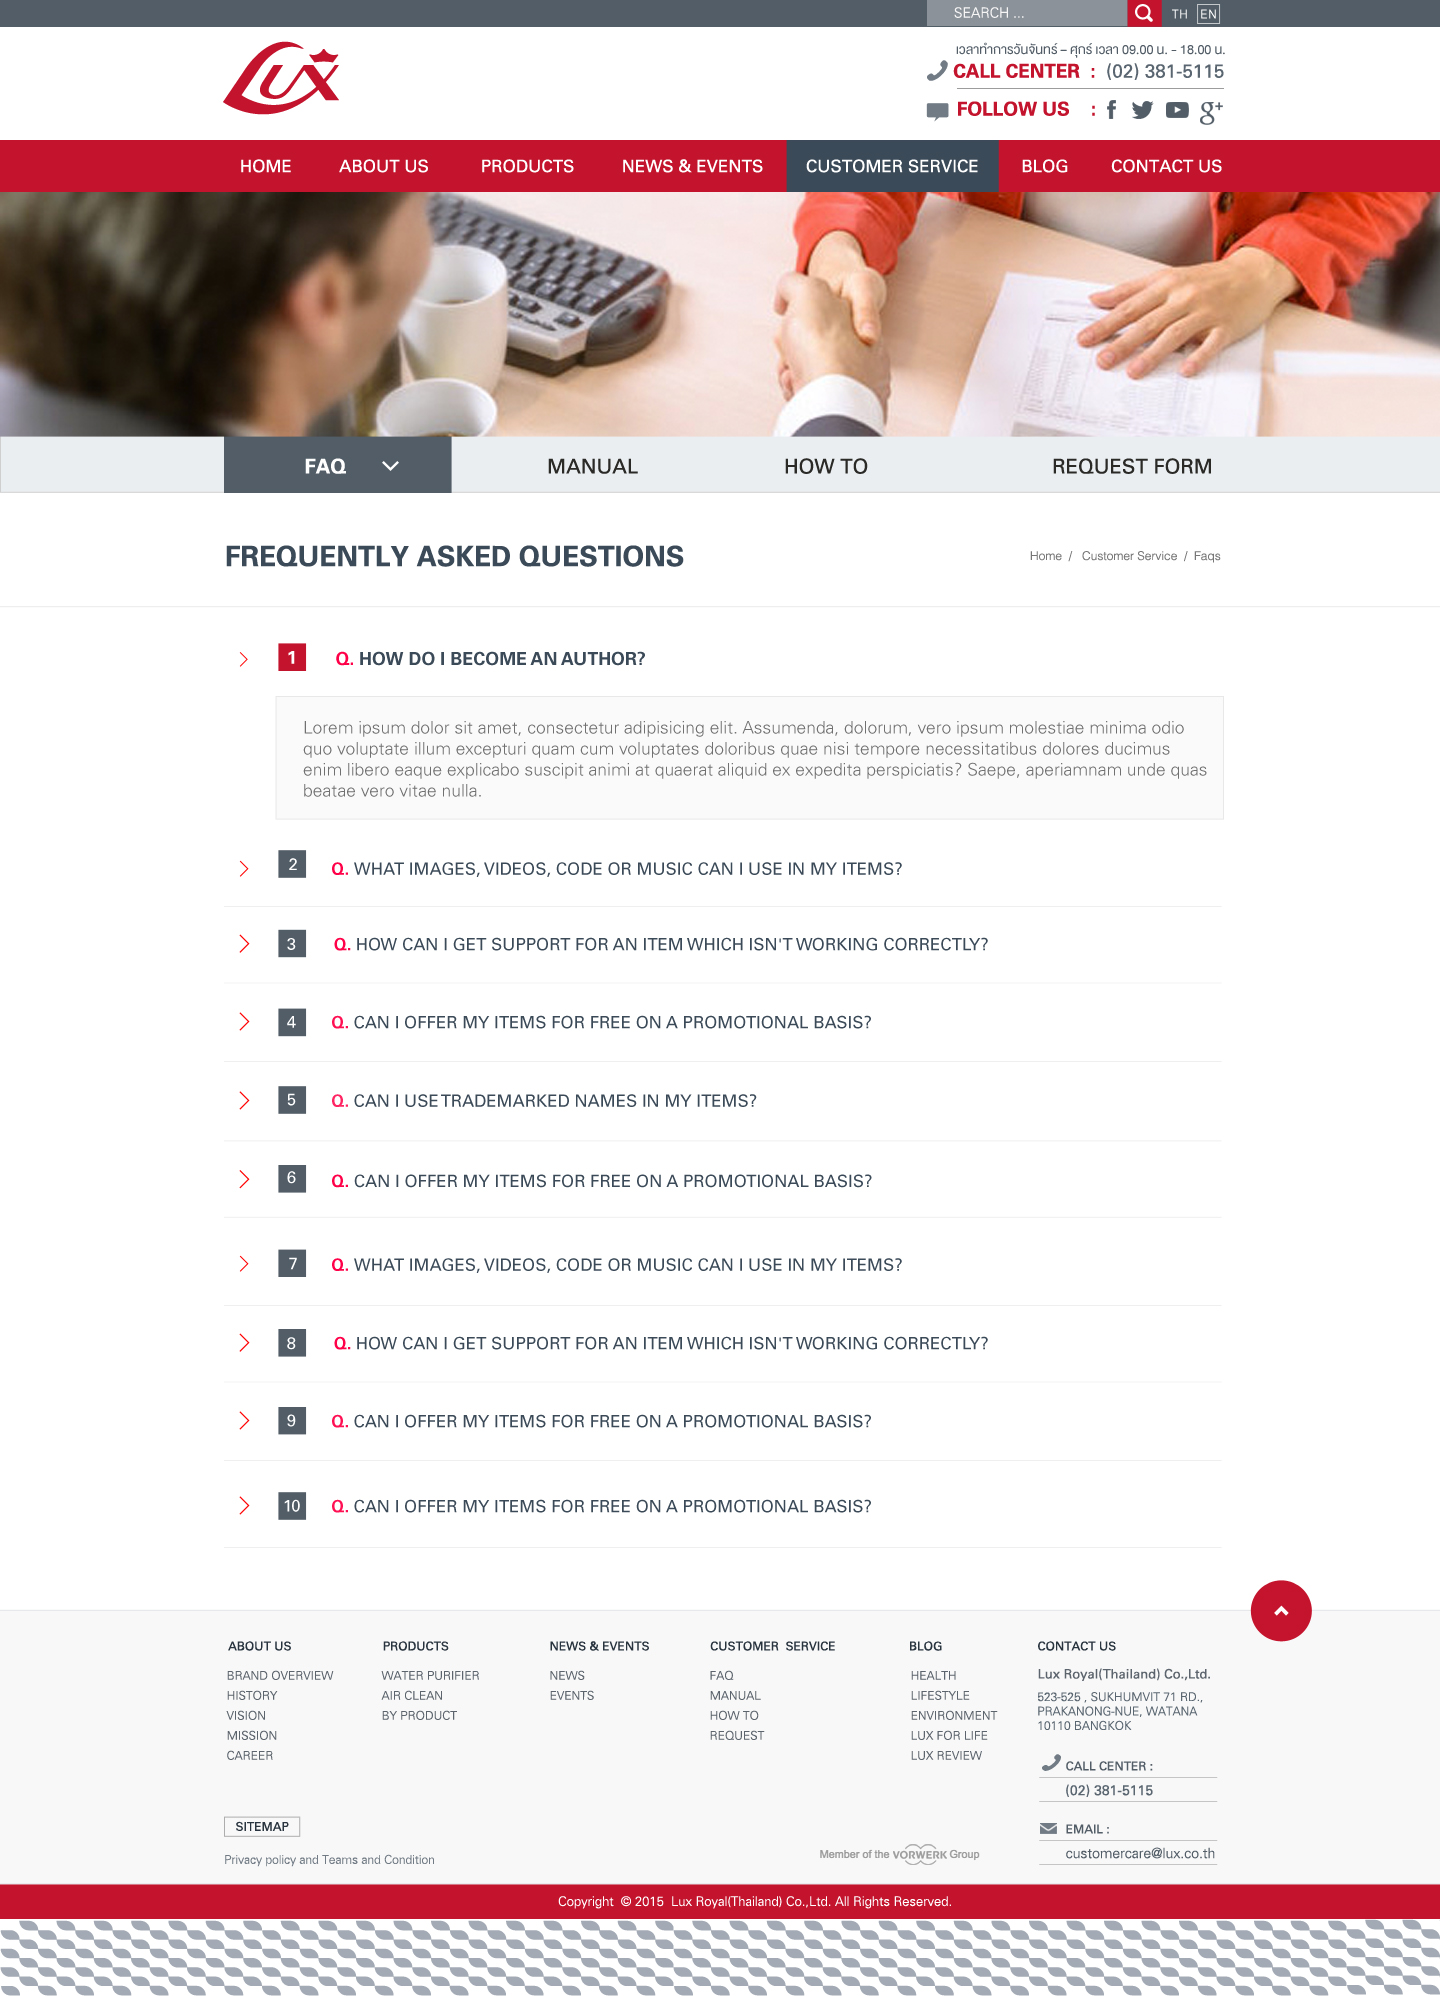 SEARCH ...
TH EN
LUX
เวลาทำการวันจันทร์ – ศุกร์ เวลา 09.00 น. - 18.00 น.
CALL CENTER : (02) 381-5115
FOLLOW US :
HOME ABOUT US PRODUCTS NEWS & EVENTS CUSTOMER SERVICE BLOG CONTACT US
FAQ MANUAL HOW TO REQUEST FORM
FREQUENTLY ASKED QUESTIONS
Home / Customer Service / Faqs
1 Q. HOW DO I BECOME AN AUTHOR?
Lorem ipsum dolor sit amet, consectetur adipisicing elit. Assumenda, dolorum, vero ipsum molestiae minima odio
quo voluptate illum excepturi quam cum voluptates doloribus quae nisi tempore necessitatibus dolores ducimus
enim libero eaque explicabo suscipit animi at quaerat aliquid ex expedita perspiciatis? Saepe, aperiamnam unde quas
beatae vero vitae nulla.
2 Q. WHAT IMAGES, VIDEOS, CODE OR MUSIC CAN I USE IN MY ITEMS?
3 Q. HOW CAN I GET SUPPORT FOR AN ITEM WHICH ISN'T WORKING CORRECTLY?
4 Q. CAN I OFFER MY ITEMS FOR FREE ON A PROMOTIONAL BASIS?
5 Q. CAN I USE TRADEMARKED NAMES IN MY ITEMS?
6 Q. CAN I OFFER MY ITEMS FOR FREE ON A PROMOTIONAL BASIS?
7 Q. WHAT IMAGES, VIDEOS, CODE OR MUSIC CAN I USE IN MY ITEMS?
8 Q. HOW CAN I GET SUPPORT FOR AN ITEM WHICH ISN'T WORKING CORRECTLY?
9 Q. CAN I OFFER MY ITEMS FOR FREE ON A PROMOTIONAL BASIS?
10 Q. CAN I OFFER MY ITEMS FOR FREE ON A PROMOTIONAL BASIS?
ABOUT US
BRAND OVERVIEW
HISTORY
VISION
MISSION
CAREER
PRODUCTS
WATER PURIFIER
AIR CLEAN
BY PRODUCT
NEWS & EVENTS
NEWS
EVENTS
CUSTOMER SERVICE
FAQ
MANUAL
HOW TO
REQUEST
BLOG
HEALTH
LIFESTYLE
ENVIRONMENT
LUX FOR LIFE
LUX REVIEW
CONTACT US
Lux Royal(Thailand) Co.,Ltd.
523-525 , SUKHUMVIT 71 RD.,
PRAKANONG-NUE, WATANA
10110 BANGKOK
CALL CENTER :
(02) 381-5115
EMAIL :
customercare@lux.co.th
SITEMAP
Privacy policy and Teams and Condition
Member of the VORWERK Group
Copyright © 2015 Lux Royal(Thailand) Co.,Ltd. All Rights Reserved.